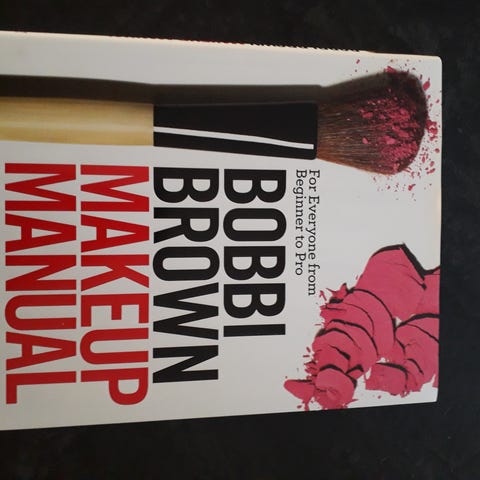 For Everyone from
Beginner to Pro
BOBBI
BROWN
MAKEUP
MANUAL